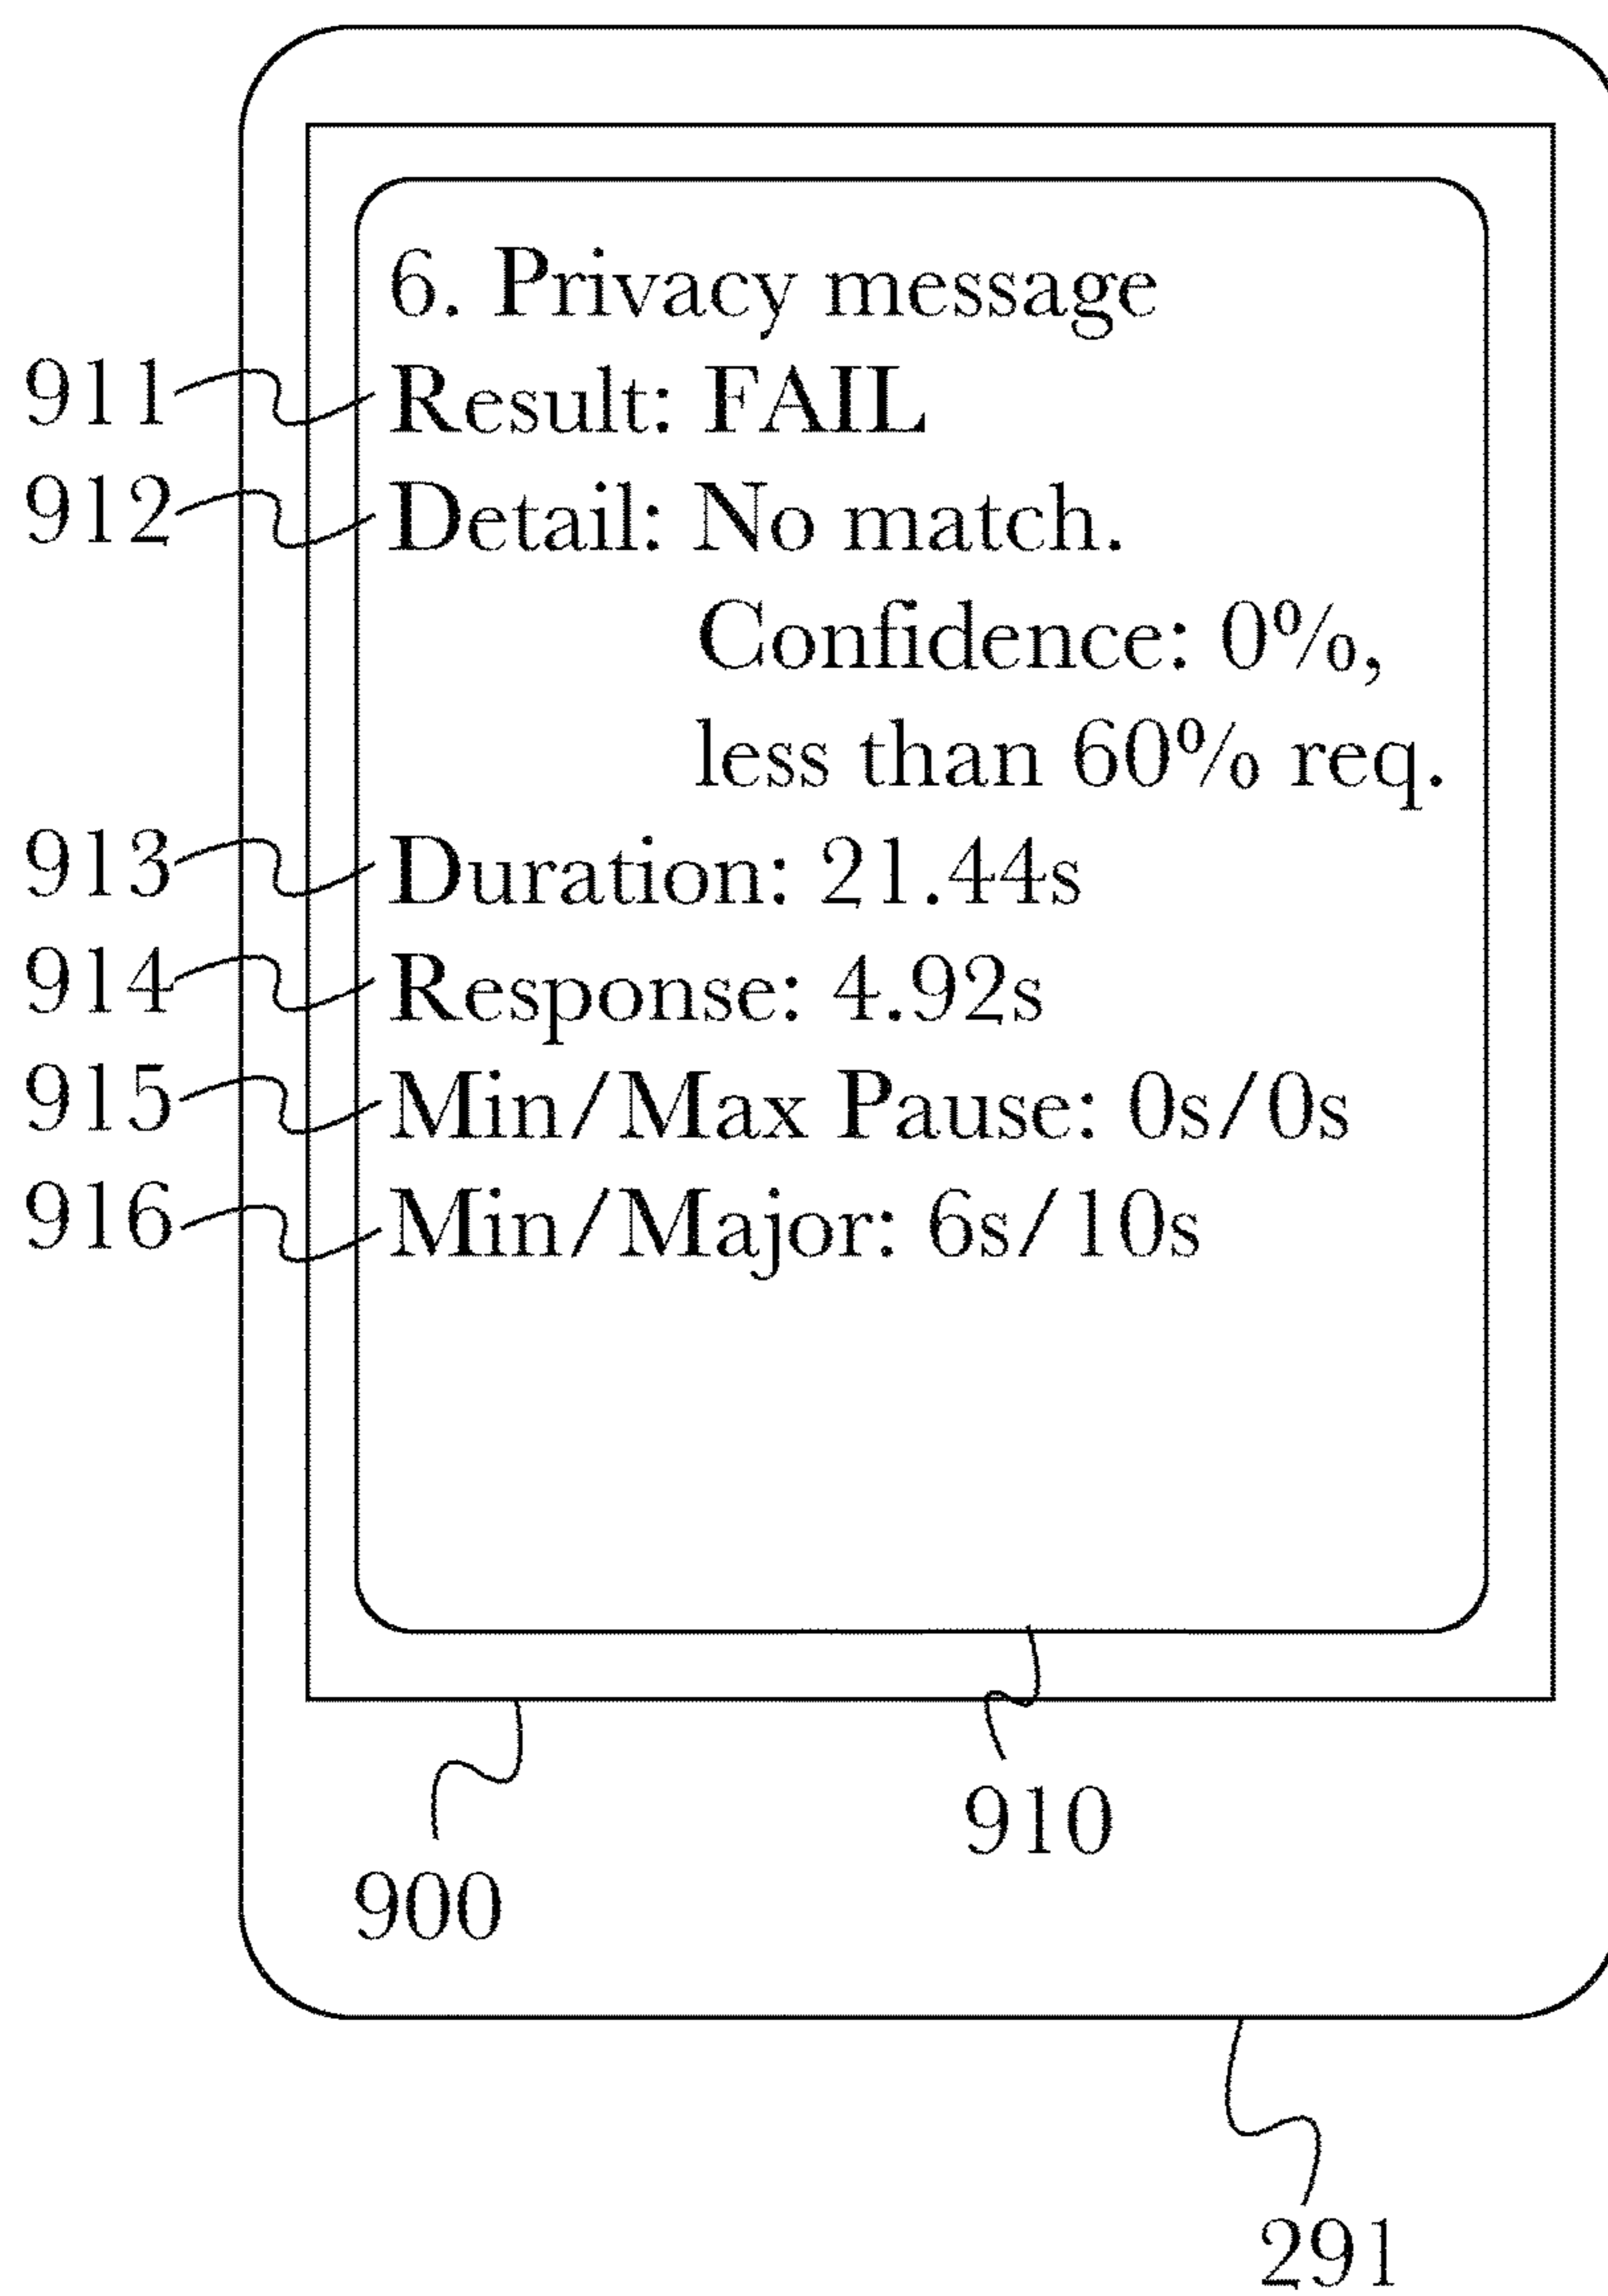 6. Privacy message
911 Result: FAIL
912 Detail: No match.
Confidence: 0%,
less than 60% req.
913 Duration: 21.44s
914 Response: 4.92s
915 Min/Max Pause: 0s/0s
916 Min/Major: 6s/10s
910
900
291